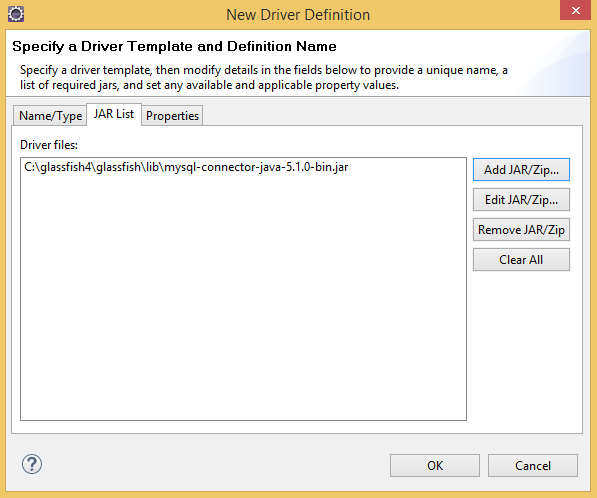 New Driver Definition
Specify a Driver Template and Definition Name
Specify a driver template, then modify details in the fields below to provide a unique name, a
list of required jars, and set any available and applicable property values.
Name/Type JAR List Properties
Driver files:
C:\glassfish4\glassfish\lib\mysql-connector-java-5.1.0-bin.jar
Add JAR/Zip...
Edit JAR/Zip...
Remove JAR/Zip
Clear All
OK Cancel